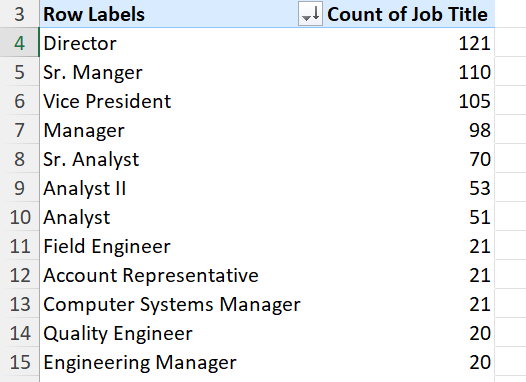 3 Row Labels Count of Job Title
4 Director 121
5 Sr. Manger 110
6 Vice President 105
7 Manager 98
8 Sr. Analyst 70
9 Analyst II 53
10 Analyst 51
11 Field Engineer 21
12 Account Representative 21
13 Computer Systems Manager 21
14 Quality Engineer 20
15 Engineering Manager 20